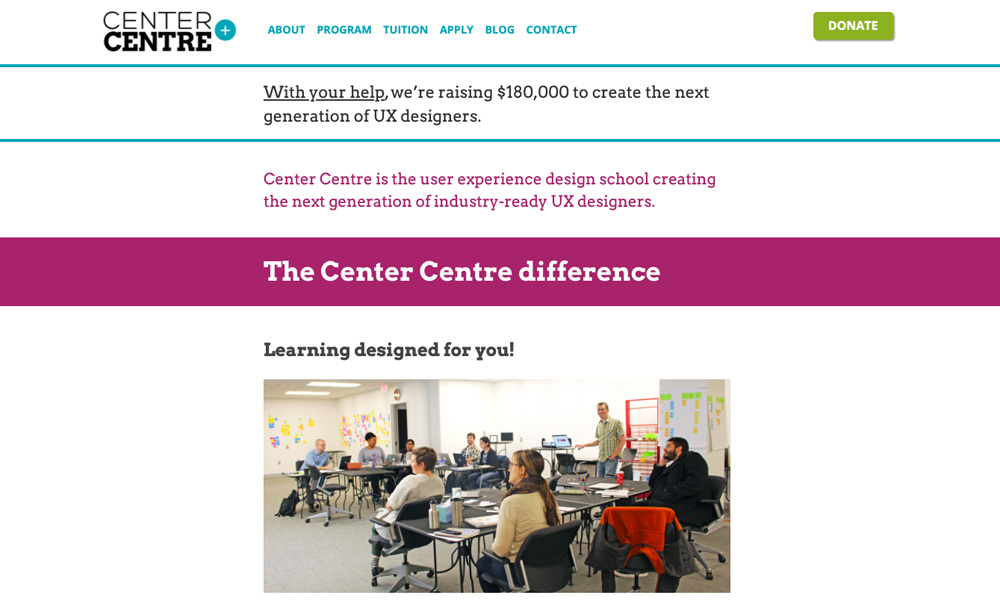 CENTER
CENTRE
+
ABOUT PROGRAM TUITION APPLY BLOG CONTACT
DONATE
With your help, we’re raising $180,000 to create the next
generation of UX designers.
Center Centre is the user experience design school creating
the next generation of industry-ready UX designers.
The Center Centre difference
Learning designed for you!